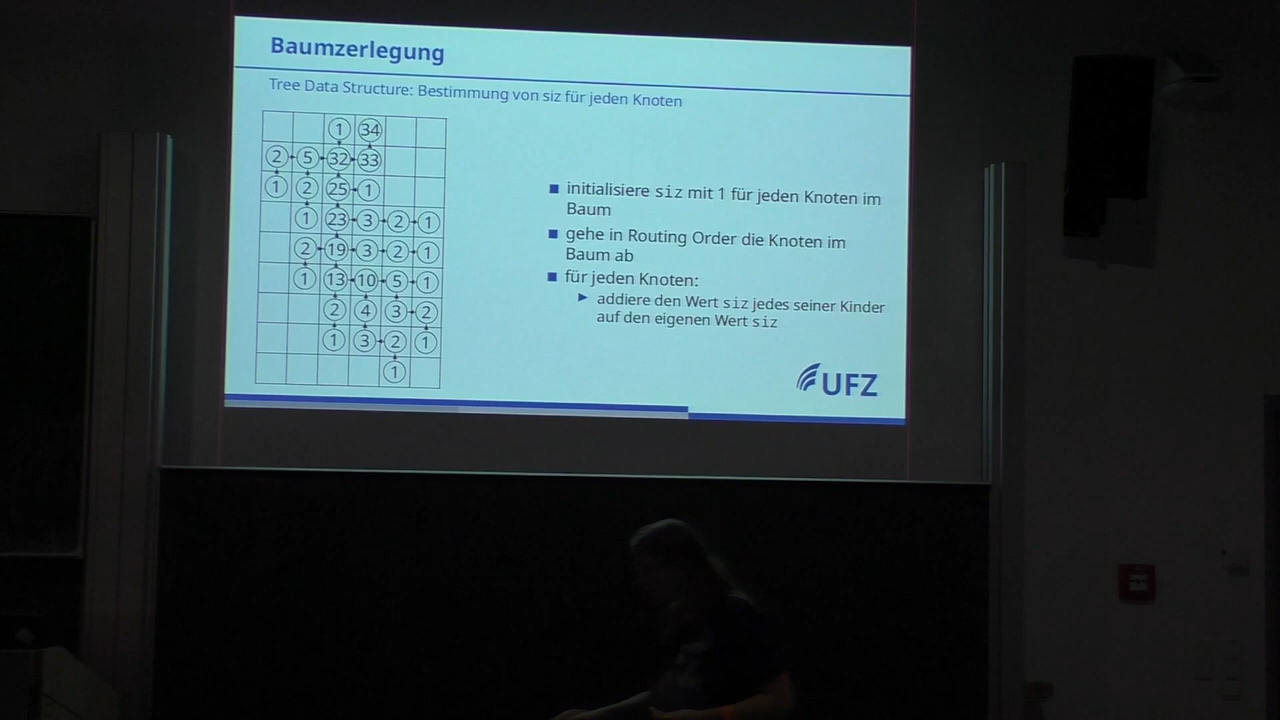 Baumzerlegung
Tree Data Structure: Bestimmung von siz für jeden Knoten
1 34
2 5 32 33
1 2 25 1
1 23 3 2 1
2 19 3 2 1
1 13 10 5 1
2 4 3 2
1 3 2 1
1
initialisiere siz mit 1 für jeden Knoten im
Baum
gehe in Routing Order die Knoten im
Baum ab
für jeden Knoten:
addiere den Wert siz jedes seiner Kinder
auf den eigenen Wert siz
UFZ